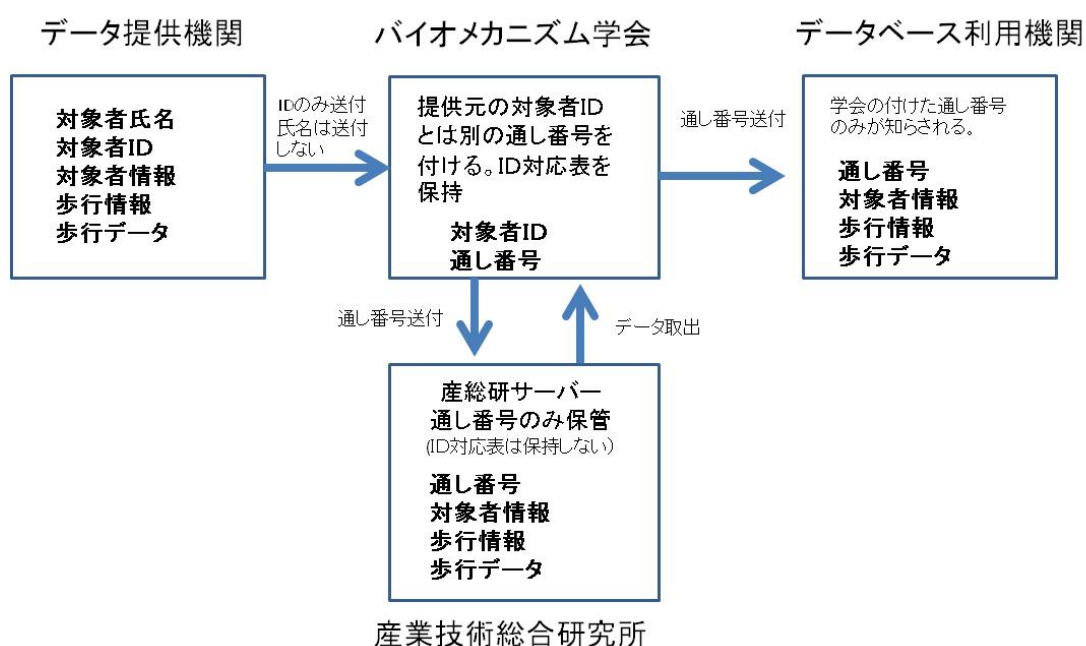 データ提供機関
バイオメカニズム学会
データベース利用機関
対象者氏名
対象者ID
対象者情報
歩行情報
歩行データ
IDのみ送付
氏名は送付
しない
提供元の対象者ID
とは別の通し番号を
付ける。ID対応表を
保持
対象者ID
通し番号
通し番号送付
学会の付けた通し番号
のみが知らされる。
通し番号
対象者情報
歩行情報
歩行データ
通し番号送付
データ取出
産総研サーバー
通し番号のみ保管
(ID対応表は保持しない)
通し番号
対象者情報
歩行情報
歩行データ
産業技術総合研究所